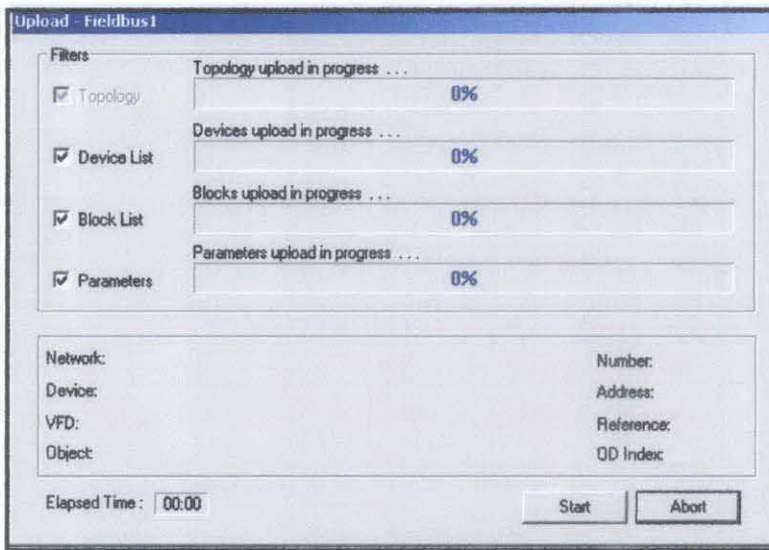 Upload - Fieldbus1
Filters
Topology upload in progress . . .
Topology
0%
Devices upload in progress . . .
Device List
0%
Blocks upload in progress . . .
Block List
0%
Parameters upload in progress . . .
Parameters
0%
Network: Number:
Device: Address:
VFD: Reference:
Object: OD Index:
Elapsed Time : 00:00 Start Abort